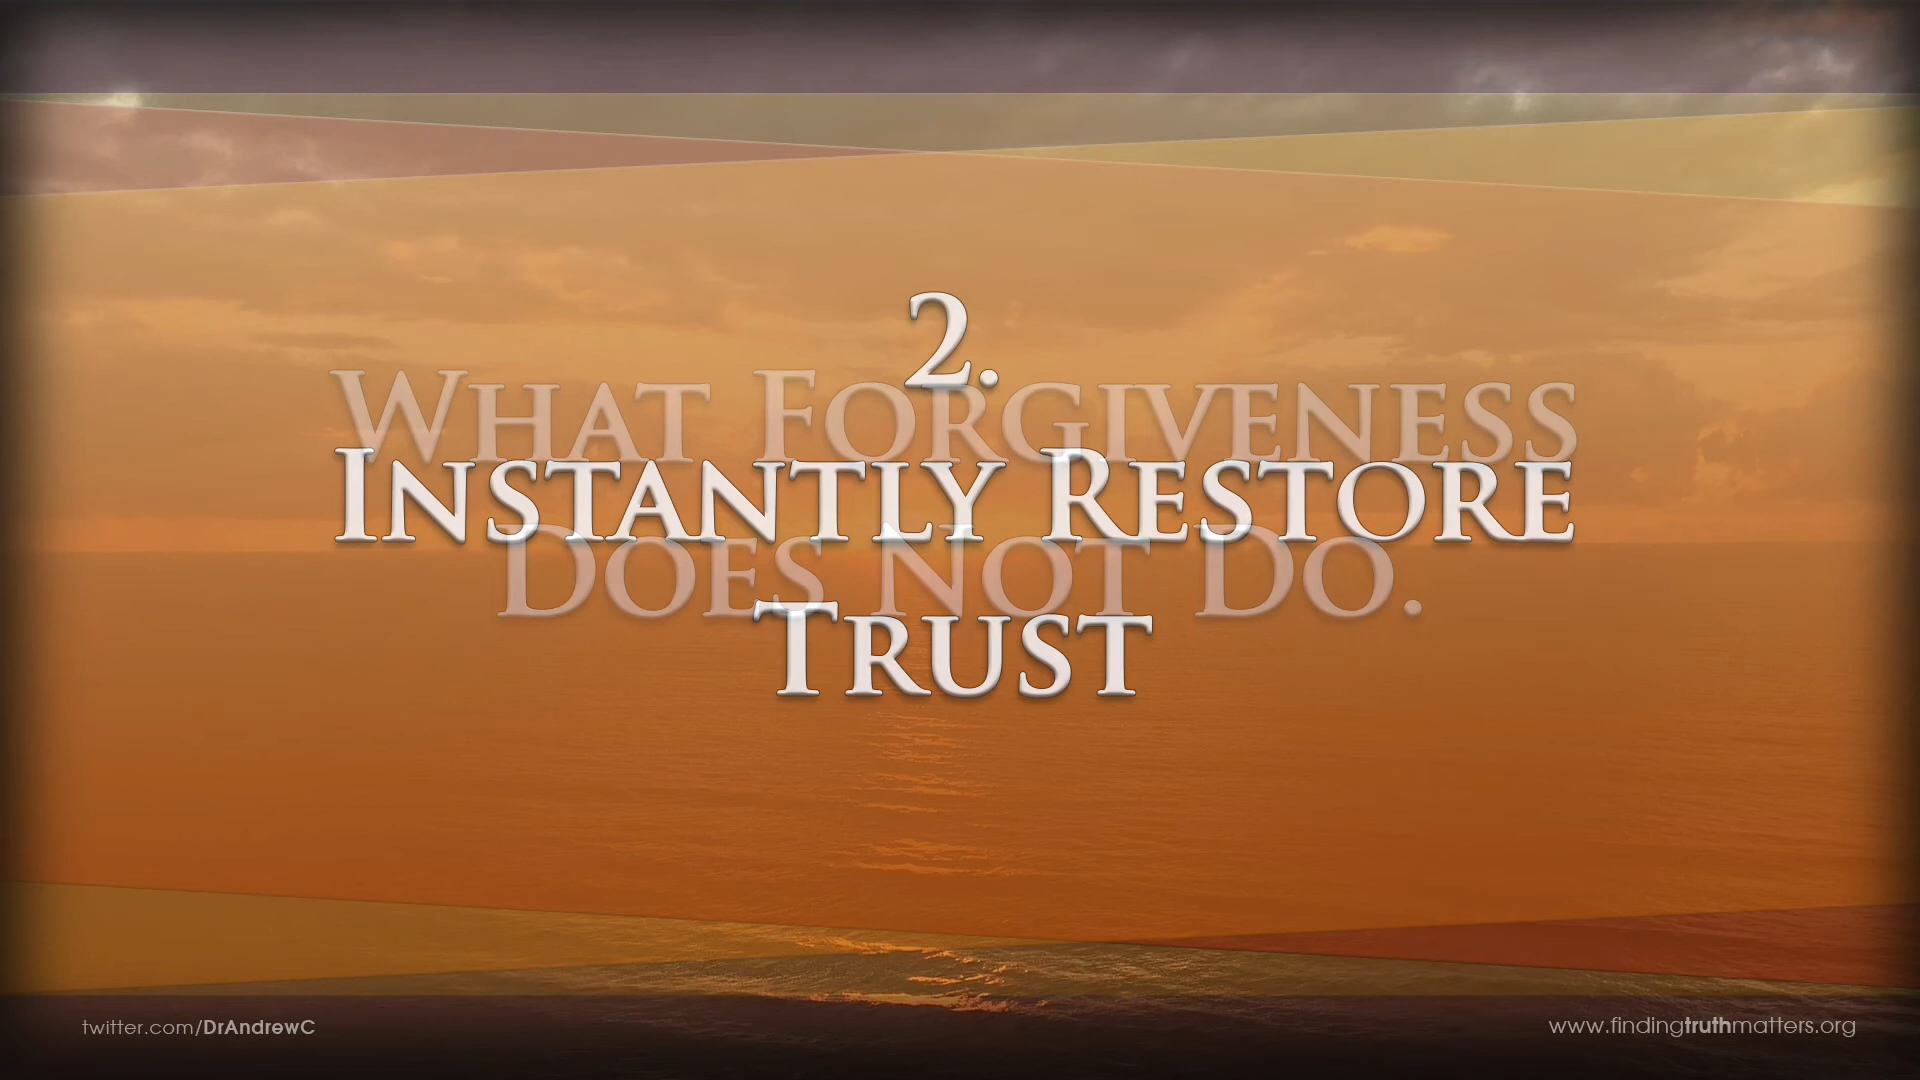 2.
What Forgiveness
Instantly Restore
Does Not Do.
Trust
twitter.com/DrAndrewC
www.findingtruthmatters.org